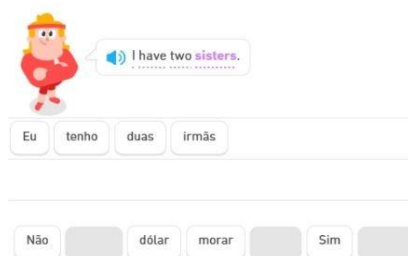 I have two sisters.
Eu tenho duas irmãs
Não dólar morar Sim